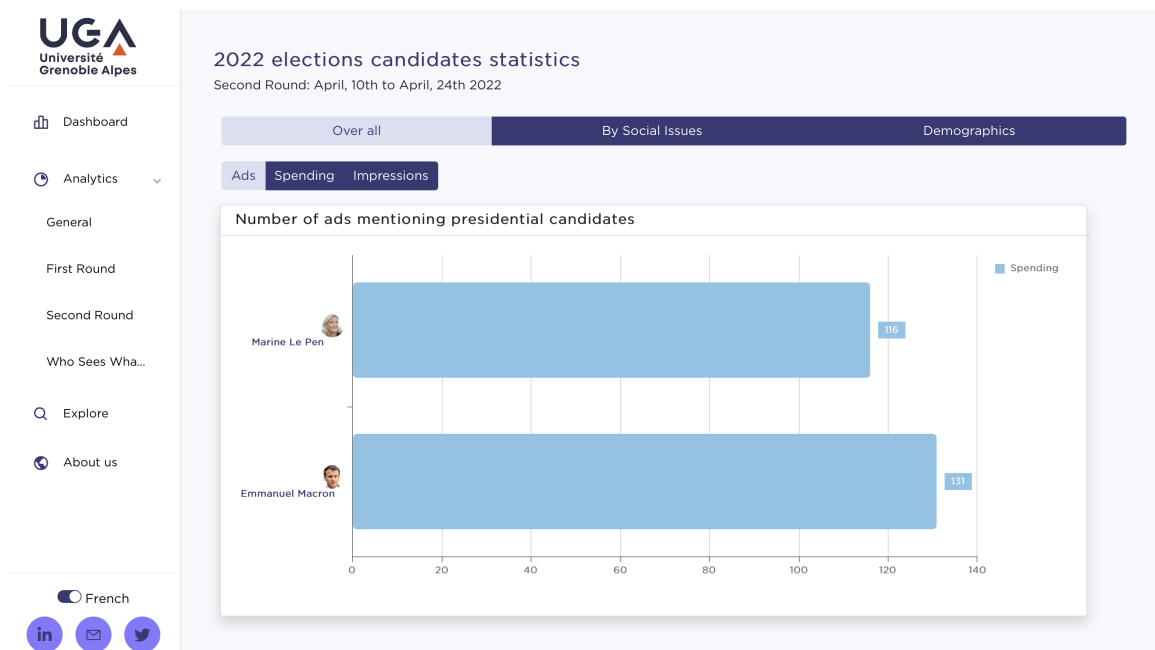 UGA
Université
Grenoble Alpes
Dashboard
Analytics
General
First Round
Second Round
Who Sees Wha...
Explore
About us
French
in
2022 elections candidates statistics
Second Round: April, 10th to April, 24th 2022
Over all By Social Issues Demographics
Ads Spending Impressions
Number of ads mentioning presidential candidates
Spending
Marine Le Pen
116
Emmanuel Macron
131
0 20 40 60 80 100 120 140